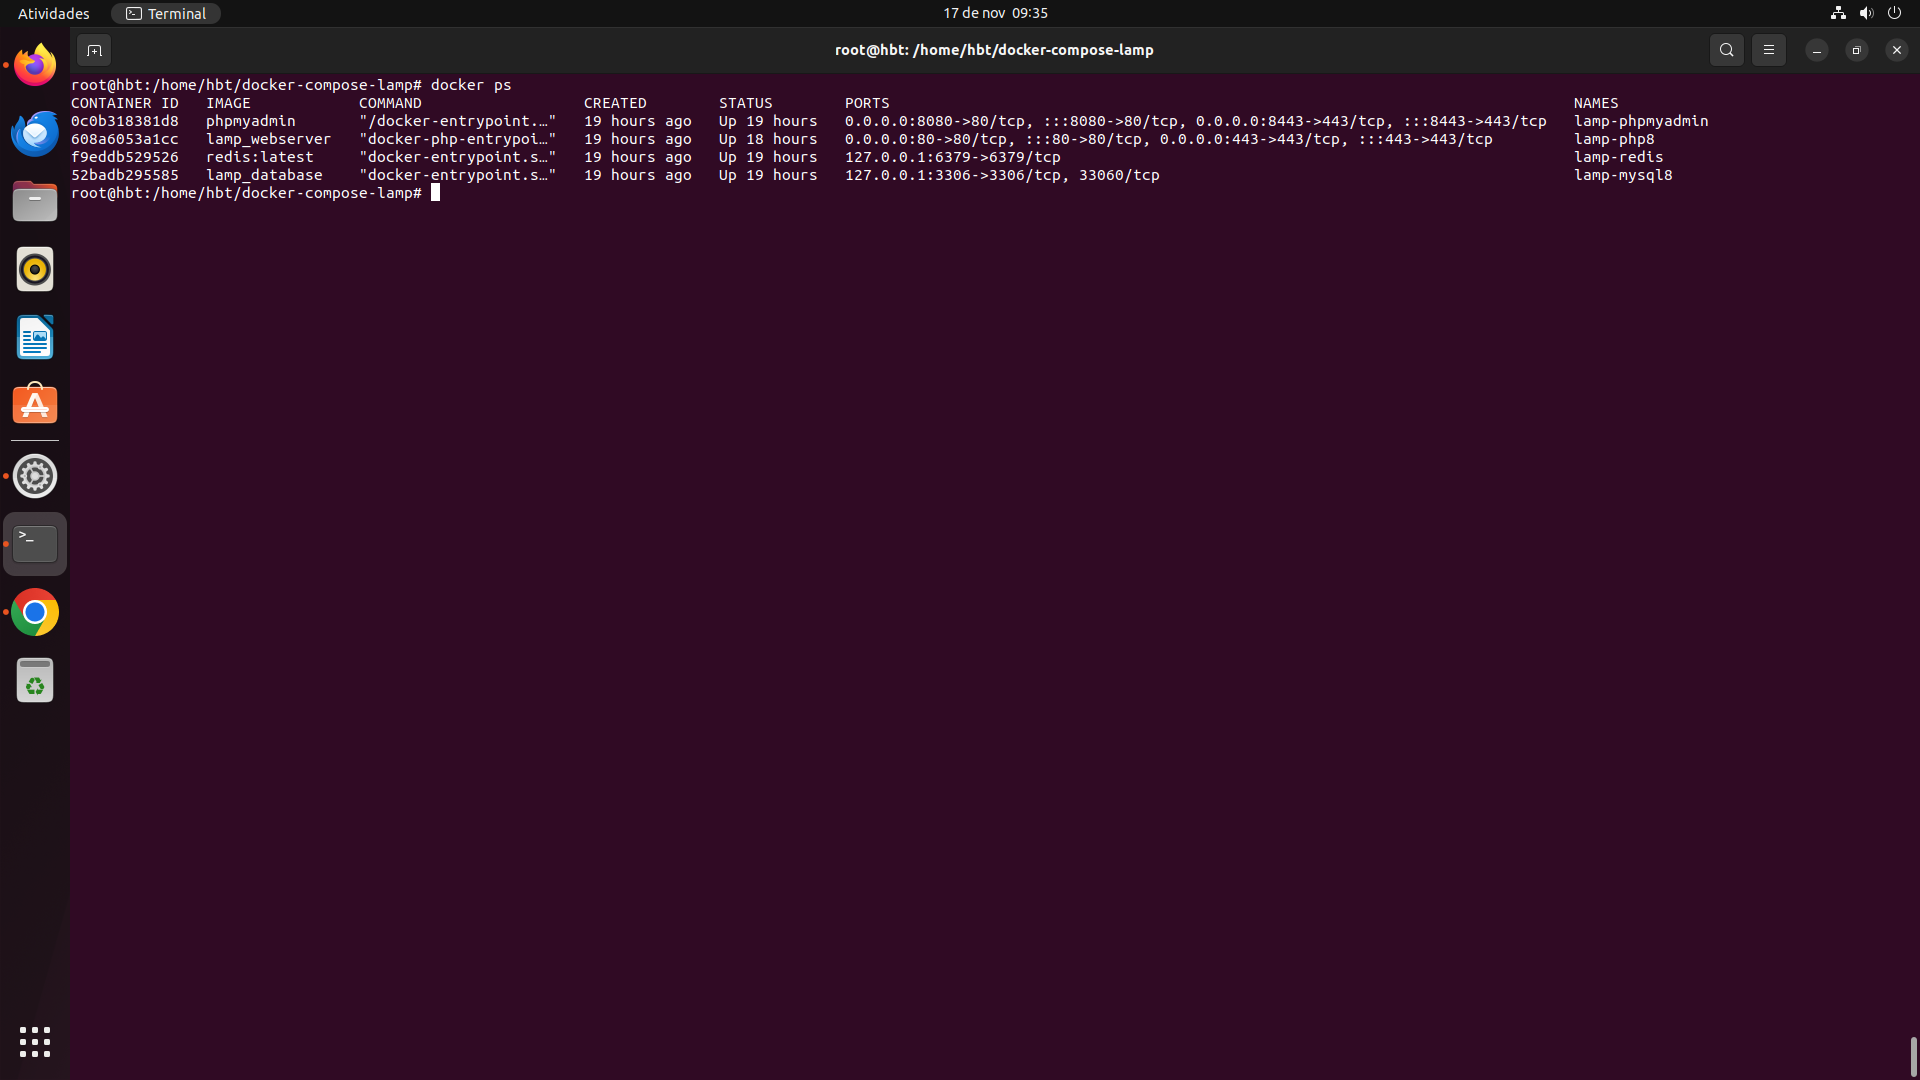 Atividades Terminal 17 de nov 09:35
root@hbt: /home/hbt/docker-compose-lamp
root@hbt:/home/hbt/docker-compose-lamp# docker ps
CONTAINER ID IMAGE COMMAND CREATED STATUS PORTS NAMES
0c0b318381d8 phpmyadmin "/docker-entrypoint.…" 19 hours ago Up 19 hours 0.0.0.0:8080->80/tcp, :::8080->80/tcp, 0.0.0.0:8443->443/tcp, :::8443->443/tcp lamp-phpmyadmin
608a6053a1cc lamp_webserver "docker-php-entrypoi…" 19 hours ago Up 18 hours 0.0.0.0:80->80/tcp, :::80->80/tcp, 0.0.0.0:443->443/tcp, :::443->443/tcp lamp-php8
f9eddb529526 redis:latest "docker-entrypoint.s…" 19 hours ago Up 19 hours 127.0.0.1:6379->6379/tcp lamp-redis
52badb295585 lamp_database "docker-entrypoint.s…" 19 hours ago Up 19 hours 127.0.0.1:3306->3306/tcp, 33060/tcp lamp-mysql8
root@hbt:/home/hbt/docker-compose-lamp#